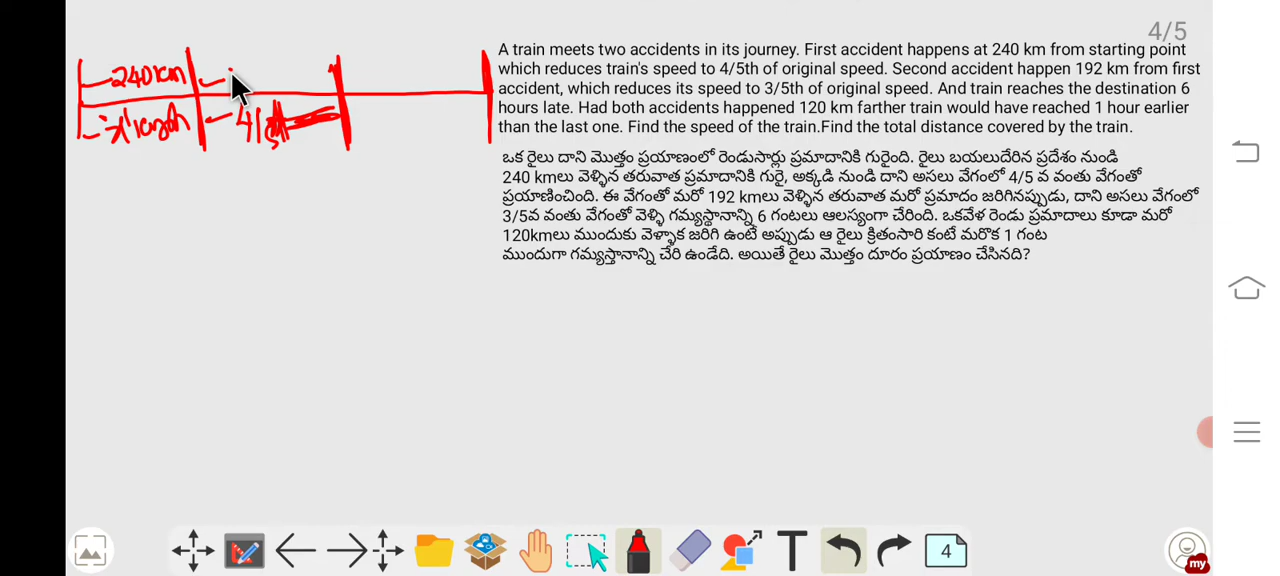 4/5
A train meets two accidents in its journey. First accident happens at 240 km from starting point
which reduces train's speed to 4/5th of original speed. Second accident happen 192 km from first
accident, which reduces its speed to 3/5th of original speed. And train reaches the destination 6
hours late. Had both accidents happened 120 km farther train would have reached 1 hour earlier
than the last one. Find the speed of the train.Find the total distance covered by the train.
ఒక రైలు దాని మొత్తం ప్రయాణంలో రెండుసార్లు ప్రమాదానికి గురైంది. రైలు బయలుదేరిన ప్రదేశం నుండి
240 kmలు వెళ్ళిన తరువాత ప్రమాదానికి గురై, అక్కడి నుండి దాని అసలు వేగంలో 4/5 వ వంతు వేగంతో
ప్రయాణించింది. ఈ వేగంతో మరో 192 kmలు వెళ్ళిన తరువాత మరో ప్రమాదం జరిగినప్పుడు, దాని అసలు వేగంలో
3/5వ వంతు వేగంతో వెళ్ళి గమ్యస్థానాన్ని 6 గంటలు ఆలస్యంగా చేరింది. ఒకవేళ రెండు ప్రమాదాలు కూడా మరో
120kmలు ముందుకు వెళ్ళాక జరిగి ఉంటే అప్పుడు ఆ రైలు క్రితంసారి కంటే మరొక 1 గంట
ముందుగా గమ్యస్తానాన్ని చేరి ఉండేది. అయితే రైలు మొత్తం దూరం ప్రయాణం చేసినది?
240km
'x' kmph
4/5
T
4
my